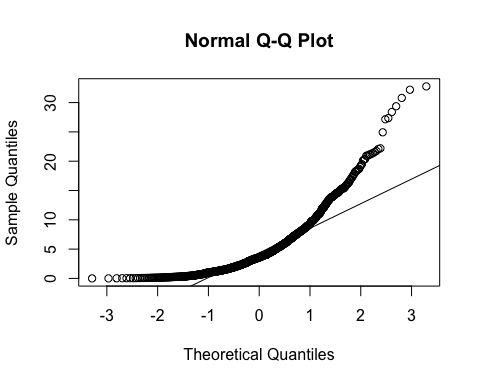 Normal Q-Q Plot
Sample Quantiles
30
20
10
5
0
-3 -2 -1 0 1 2 3
Theoretical Quantiles